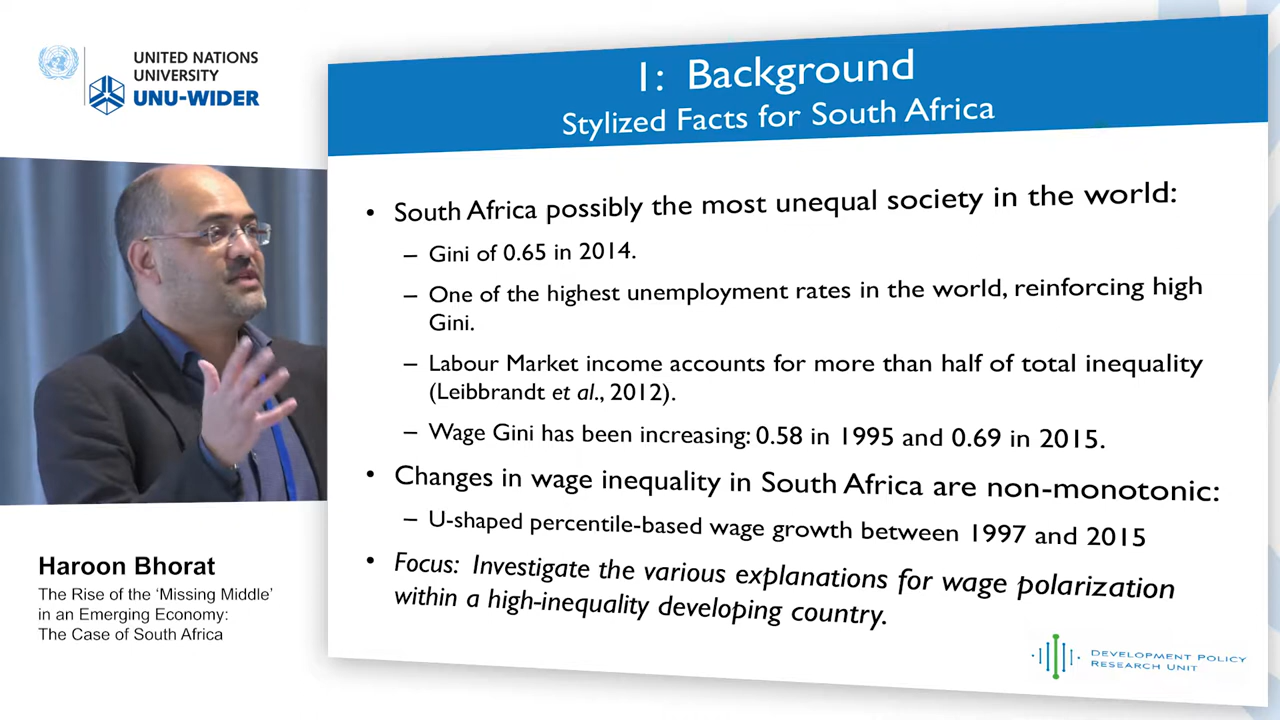 UNITED NATIONS
UNIVERSITY
UNU-WIDER
1: Background
Stylized Facts for South Africa
• South Africa possibly the most unequal society in the world:
– Gini of 0.65 in 2014.
– One of the highest unemployment rates in the world, reinforcing high
Gini.
– Labour Market income accounts for more than half of total inequality
(Leibbrandt et al., 2012).
– Wage Gini has been increasing: 0.58 in 1995 and 0.69 in 2015.
• Changes in wage inequality in South Africa are non-monotonic:
– U-shaped percentile-based wage growth between 1997 and 2015
• Focus: Investigate the various explanations for wage polarization
within a high-inequality developing country.
DEVELOPMENT POLICY
RESEARCH UNIT
Haroon Bhorat
The Rise of the ‘Missing Middle’
in an Emerging Economy:
The Case of South Africa